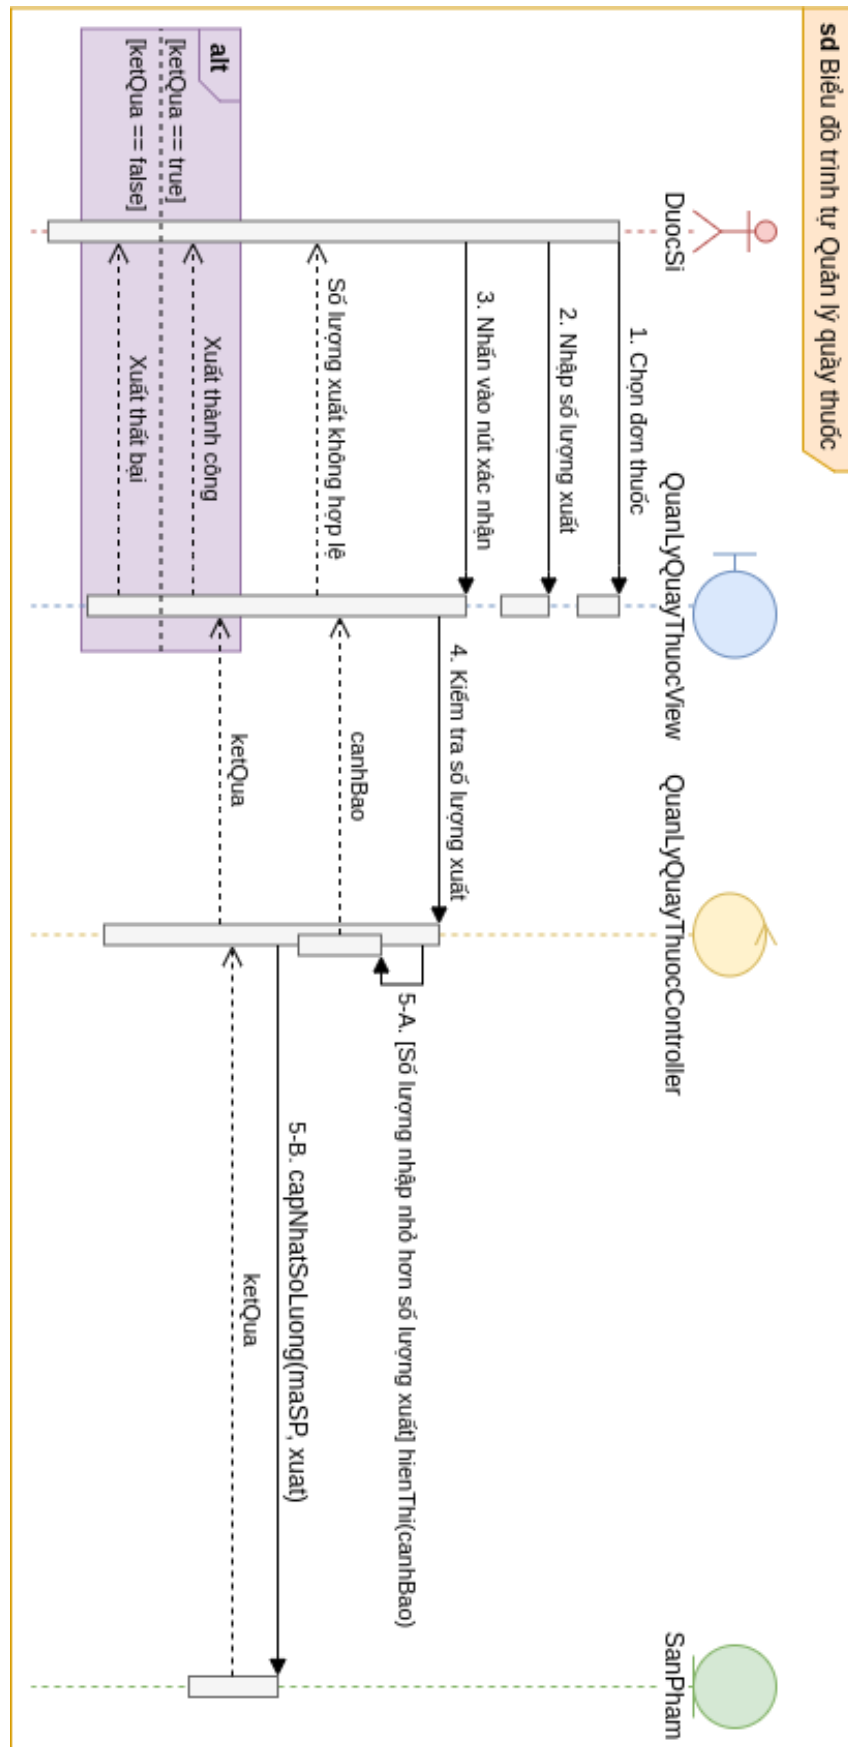 sd Biểu đồ trình tự Quản lý quầy thuốc
DuocSi
QuanLyQuayThuocView
QuanLyQuayThuocController
SanPham
1. Chọn đơn thuốc
2. Nhập số lượng xuất
3. Nhấn vào nút xác nhận
4. Kiểm tra số lượng xuất
5-A. [Số lượng nhập nhỏ hơn số lượng xuất] hienThi(canhBao)
canhBao
Số lượng xuất không hợp lệ
5-B. capNhatSoLuong(maSP, xuat)
ketQua
ketQua
alt
[ketQua == true]
Xuất thành công
[ketQua == false]
Xuất thất bại